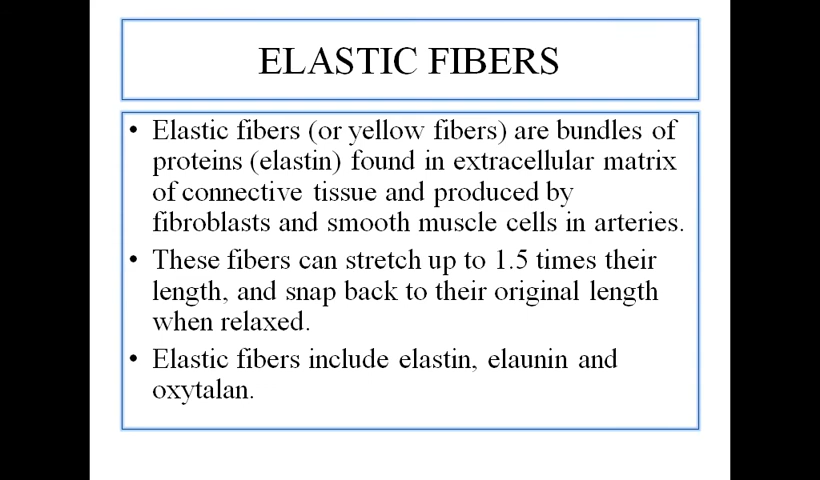 ELASTIC FIBERS
• Elastic fibers (or yellow fibers) are bundles of
proteins (elastin) found in extracellular matrix
of connective tissue and produced by
fibroblasts and smooth muscle cells in arteries.
• These fibers can stretch up to 1.5 times their
length, and snap back to their original length
when relaxed.
• Elastic fibers include elastin, elaunin and
oxytalan.